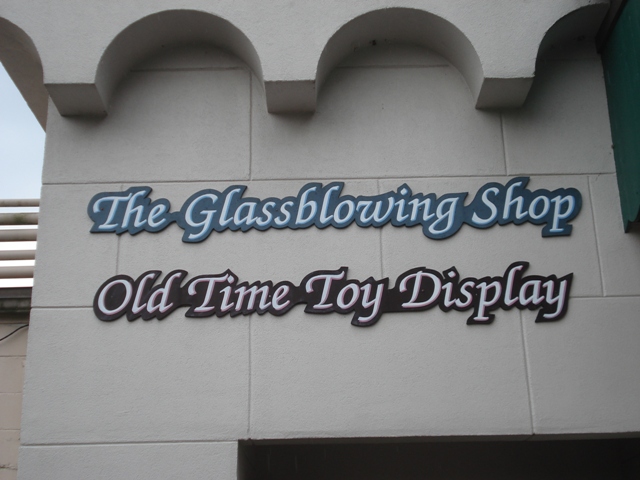 The Glassblowing Shop
Old Time Toy Display